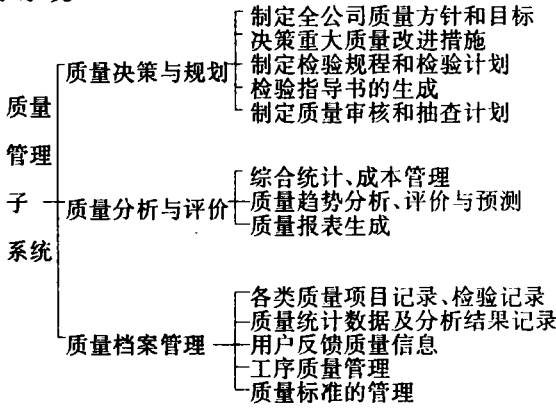 质量管理子系统
质量决策与规划
制定全公司质量方针和目标
决策重大质量改进措施
制定检验规程和检验计划
检验指导书的生成
制定质量审核和抽查计划
质量分析与评价
综合统计、成本管理
质量趋势分析、评价与预测
质量报表生成
质量档案管理
各类质量项目记录、检验记录
质量统计数据及分析结果记录
用户反馈质量信息
工序质量管理
质量标准的管理